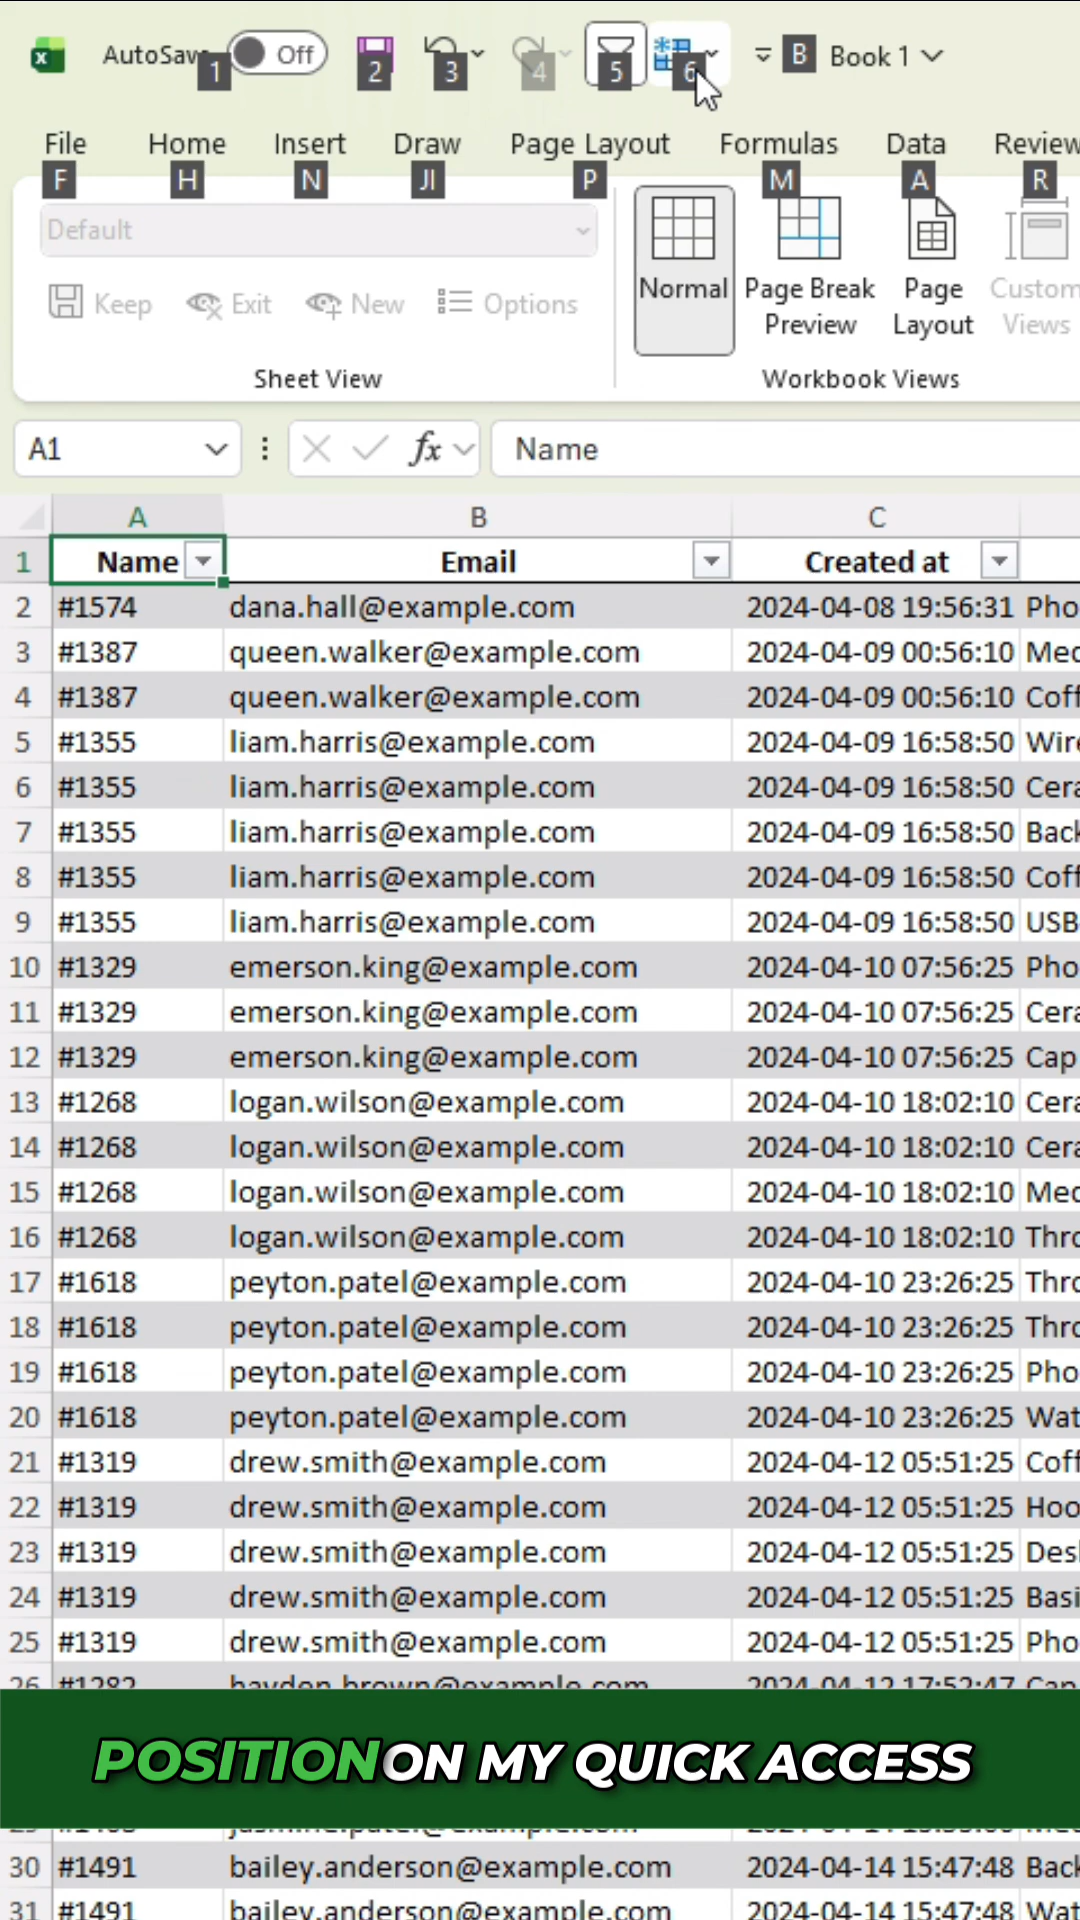 AutoSav Off Book 1
1 2 3 4 5 6 B
File Home Insert Draw Page Layout Formulas Data Review
F H N JI P M A R
Default
Keep Exit New Options
Normal Page Break Preview Page Layout Custom Views
Sheet View Workbook Views
A1 fx Name
A B C
1 Name Email Created at
2 #1574 dana.hall@example.com 2024-04-08 19:56:31 Pho
3 #1387 queen.walker@example.com 2024-04-09 00:56:10 Med
4 #1387 queen.walker@example.com 2024-04-09 00:56:10 Coff
5 #1355 liam.harris@example.com 2024-04-09 16:58:50 Wire
6 #1355 liam.harris@example.com 2024-04-09 16:58:50 Cera
7 #1355 liam.harris@example.com 2024-04-09 16:58:50 Back
8 #1355 liam.harris@example.com 2024-04-09 16:58:50 Coff
9 #1355 liam.harris@example.com 2024-04-09 16:58:50 USB
10 #1329 emerson.king@example.com 2024-04-10 07:56:25 Pho
11 #1329 emerson.king@example.com 2024-04-10 07:56:25 Cera
12 #1329 emerson.king@example.com 2024-04-10 07:56:25 Cap
13 #1268 logan.wilson@example.com 2024-04-10 18:02:10 Cera
14 #1268 logan.wilson@example.com 2024-04-10 18:02:10 Cera
15 #1268 logan.wilson@example.com 2024-04-10 18:02:10 Med
16 #1268 logan.wilson@example.com 2024-04-10 18:02:10 Thro
17 #1618 peyton.patel@example.com 2024-04-10 23:26:25 Thro
18 #1618 peyton.patel@example.com 2024-04-10 23:26:25 Thro
19 #1618 peyton.patel@example.com 2024-04-10 23:26:25 Pho
20 #1618 peyton.patel@example.com 2024-04-10 23:26:25 Wat
21 #1319 drew.smith@example.com 2024-04-12 05:51:25 Coff
22 #1319 drew.smith@example.com 2024-04-12 05:51:25 Hoo
23 #1319 drew.smith@example.com 2024-04-12 05:51:25 Desl
24 #1319 drew.smith@example.com 2024-04-12 05:51:25 Basi
25 #1319 drew.smith@example.com 2024-04-12 05:51:25 Pho
26 #1282 hayden.brown@example.com 2024-04-12 17:52:47 Can
POSITION ON MY QUICK ACCESS
30 #1491 bailey.anderson@example.com 2024-04-14 15:47:48 Back
31 #1491 bailey.anderson@example.com 2024-04-14 15:47:48 Wat